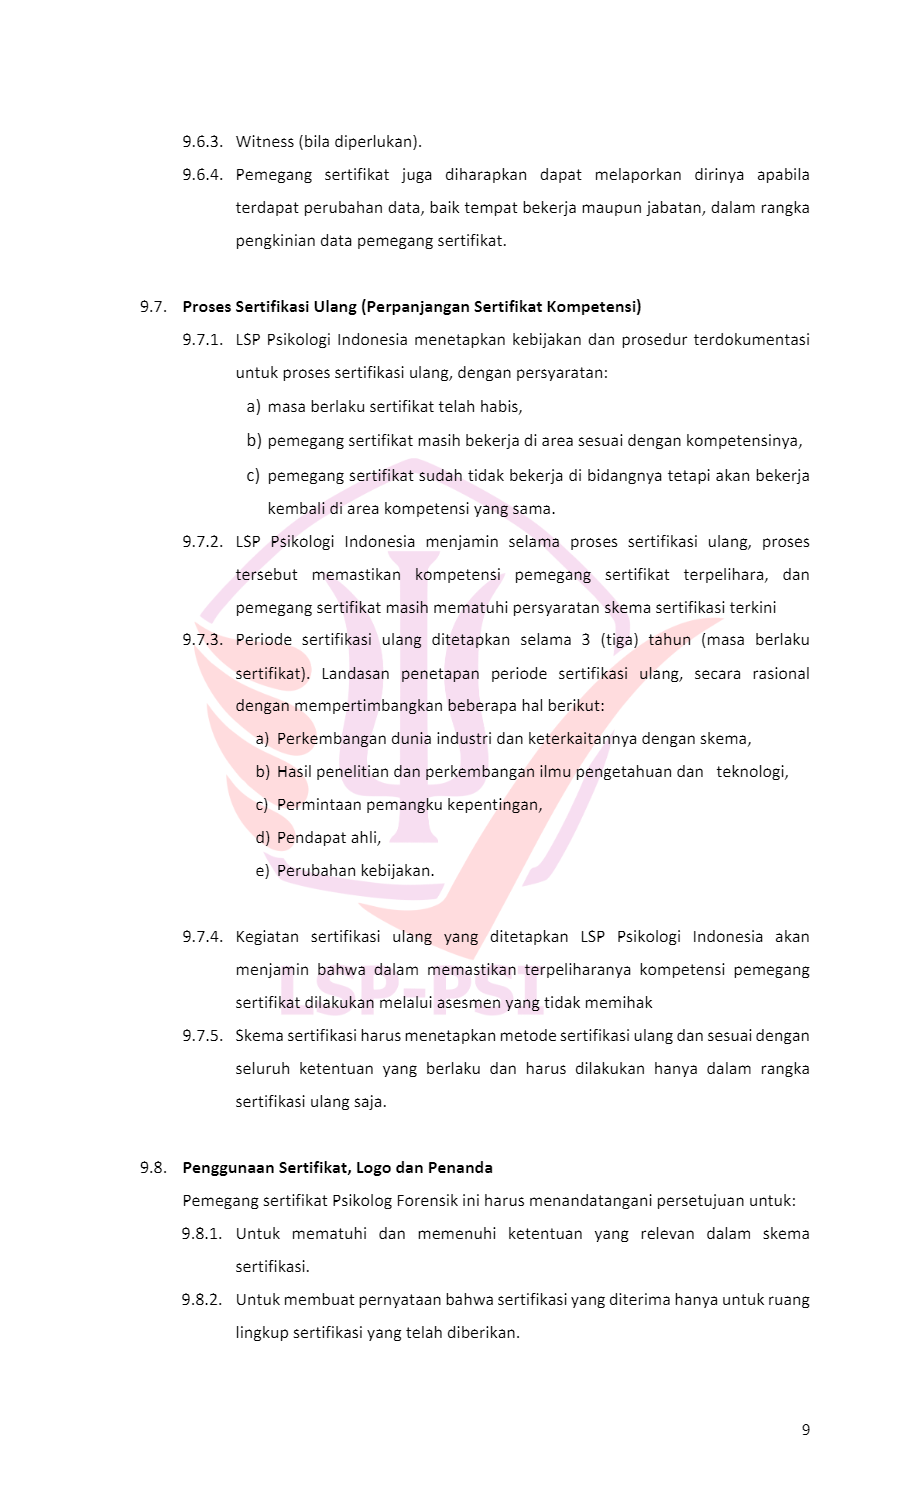 9.6.3. Witness (bila diperlukan).
9.6.4. Pemegang sertifikat juga diharapkan dapat melaporkan dirinya apabila
terdapat perubahan data, baik tempat bekerja maupun jabatan, dalam rangka
pengkinian data pemegang sertifikat.
9.7. Proses Sertifikasi Ulang (Perpanjangan Sertifikat Kompetensi)
9.7.1. LSP Psikologi Indonesia menetapkan kebijakan dan prosedur terdokumentasi
untuk proses sertifikasi ulang, dengan persyaratan:
a) masa berlaku sertifikat telah habis,
b) pemegang sertifikat masih bekerja di area sesuai dengan kompetensinya,
c) pemegang sertifikat sudah tidak bekerja di bidangnya tetapi akan bekerja
kembali di area kompetensi yang sama.
9.7.2. LSP Psikologi Indonesia menjamin selama proses sertifikasi ulang, proses
tersebut memastikan kompetensi pemegang sertifikat terpelihara, dan
pemegang sertifikat masih mematuhi persyaratan skema sertifikasi terkini
9.7.3. Periode sertifikasi ulang ditetapkan selama 3 (tiga) tahun (masa berlaku
sertifikat). Landasan penetapan periode sertifikasi ulang, secara rasional
dengan mempertimbangkan beberapa hal berikut:
a) Perkembangan dunia industri dan keterkaitannya dengan skema,
b) Hasil penelitian dan perkembangan ilmu pengetahuan dan teknologi,
c) Permintaan pemangku kepentingan,
d) Pendapat ahli,
e) Perubahan kebijakan.
9.7.4. Kegiatan sertifikasi ulang yang ditetapkan LSP Psikologi Indonesia akan
menjamin bahwa dalam memastikan terpeliharanya kompetensi pemegang
sertifikat dilakukan melalui asesmen yang tidak memihak
LSP-PSI
9.7.5. Skema sertifikasi harus menetapkan metode sertifikasi ulang dan sesuai dengan
seluruh ketentuan yang berlaku dan harus dilakukan hanya dalam rangka
sertifikasi ulang saja.
9.8. Penggunaan Sertifikat, Logo dan Penanda
Pemegang sertifikat Psikolog Forensik ini harus menandatangani persetujuan untuk:
9.8.1. Untuk mematuhi dan memenuhi ketentuan yang relevan dalam skema
sertifikasi.
9.8.2. Untuk membuat pernyataan bahwa sertifikasi yang diterima hanya untuk ruang
lingkup sertifikasi yang telah diberikan.
9